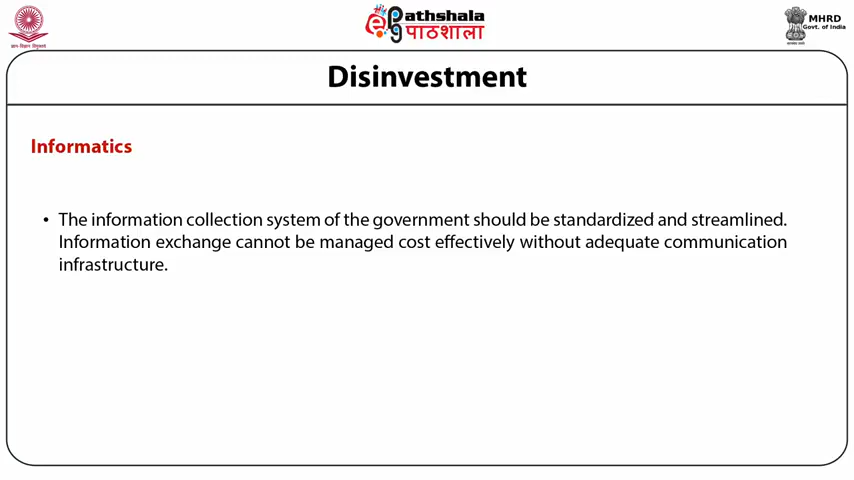 ePathshala
पाठशाला
MHRD
Govt. of India
Disinvestment
Informatics
• The information collection system of the government should be standardized and streamlined.
Information exchange cannot be managed cost effectively without adequate communication
infrastructure.